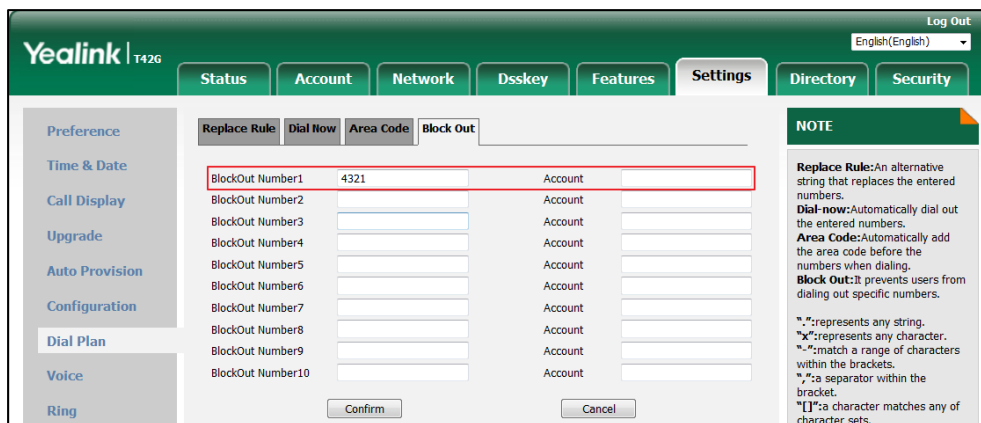 Log Out
Yealink | T42G
English(English)
Status Account Network Dsskey Features Settings Directory Security
Preference
Time & Date
Call Display
Upgrade
Auto Provision
Configuration
Dial Plan
Voice
Ring
Replace Rule Dial Now Area Code Block Out
BlockOut Number1 4321 Account
BlockOut Number2 Account
BlockOut Number3 Account
BlockOut Number4 Account
BlockOut Number5 Account
BlockOut Number6 Account
BlockOut Number7 Account
BlockOut Number8 Account
BlockOut Number9 Account
BlockOut Number10 Account
Confirm Cancel
NOTE
Replace Rule:An alternative
string that replaces the entered
numbers.
Dial-now:Automatically dial out
the entered numbers.
Area Code:Automatically add
the area code before the
numbers when dialing.
Block Out:It prevents users from
dialing out specific numbers.
".":represents any string.
"x":represents any character.
"-":match a range of characters
within the brackets.
",":a separator within the
bracket.
"[]":a character matches any of
character sets.